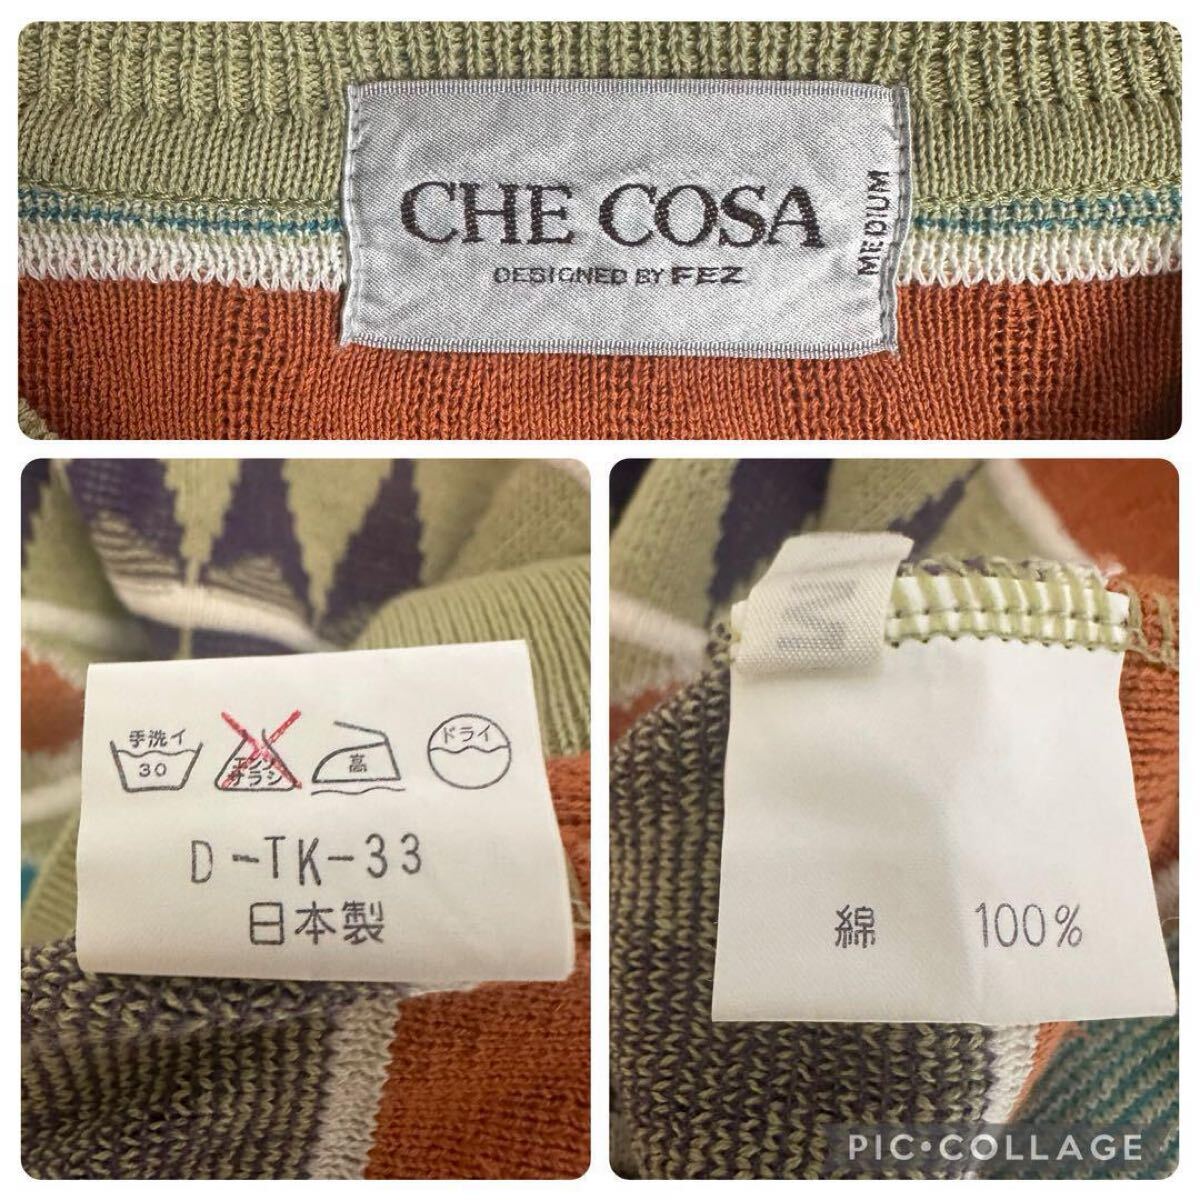 CHE COSA
DESIGNED BY FEZ
MEDIUM
手洗イ
30
エンソ
サラシ
高
ドライ
D-TK-33
日本製
M
綿 100%
PIC•COLLAGE